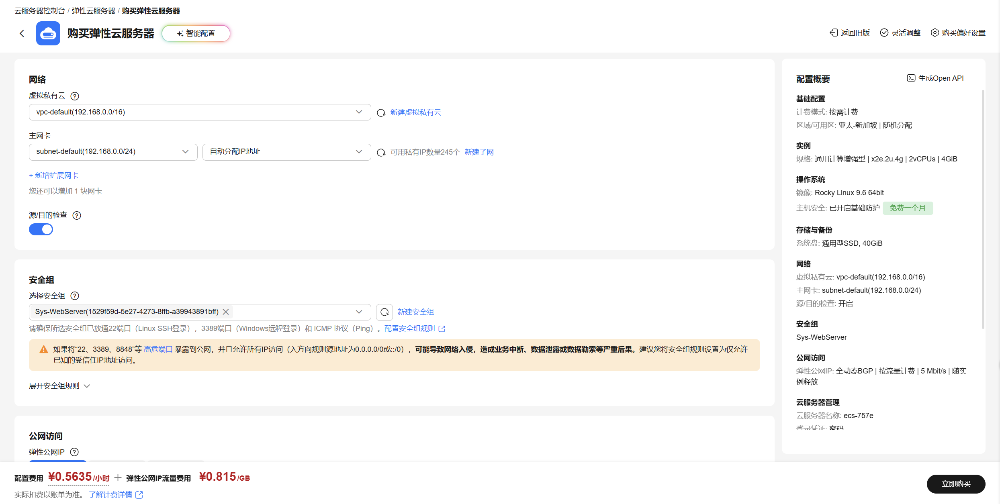 云服务器控制台 / 弹性云服务器 / 购买弹性云服务器
购买弹性云服务器
智能配置
返回旧版
灵活调整
购买偏好设置
网络
虚拟私有云 ?
vpc-default(192.168.0.0/16)
新建虚拟私有云
主网卡
subnet-default(192.168.0.0/24)
自动分配IP地址
可用私有IP数量245个 新建子网
+ 新增扩展网卡
您还可以增加 1 块网卡
源/目的检查 ?
安全组
选择安全组 ?
Sys-WebServer(1529f59d-5e27-4273-8ffb-a39943891bff)
新建安全组
请确保所选安全组已放通22端口（Linux SSH登录），3389端口（Windows远程登录）和 ICMP 协议（Ping）。配置安全组规则
如果将“22、3389、8848”等 高危端口 暴露到公网，并且允许所有IP访问（入方向规则源地址为0.0.0.0/0或::/0），可能导致网络入侵，造成业务中断、数据泄露或数据勒索等严重后果。建议您将安全组规则设置为仅允许
已知的受信任IP地址访问。
展开安全组规则
公网访问
弹性公网IP ?
配置概要
生成Open API
基础配置
计费模式: 按需计费
区域/可用区: 亚太-新加坡 | 随机分配
实例
规格: 通用计算增强型 | x2e.2u.4g | 2vCPUs | 4GiB
操作系统
镜像: Rocky Linux 9.6 64bit
主机安全: 已开启基础防护 免费一个月
存储与备份
系统盘: 通用型SSD, 40GiB
网络
虚拟私有云: vpc-default(192.168.0.0/16)
主网卡: subnet-default(192.168.0.0/24)
源/目的检查: 开启
安全组
Sys-WebServer
公网访问
弹性公网IP: 全动态BGP | 按流量计费 | 5 Mbit/s | 随实
例释放
云服务器管理
云服务器名称: ecs-757e
登录凭证: 密码
配置费用 ¥0.5635/小时 + 弹性公网IP流量费用 ¥0.815/GB
实际扣费以账单为准。 了解计费详情
立即购买